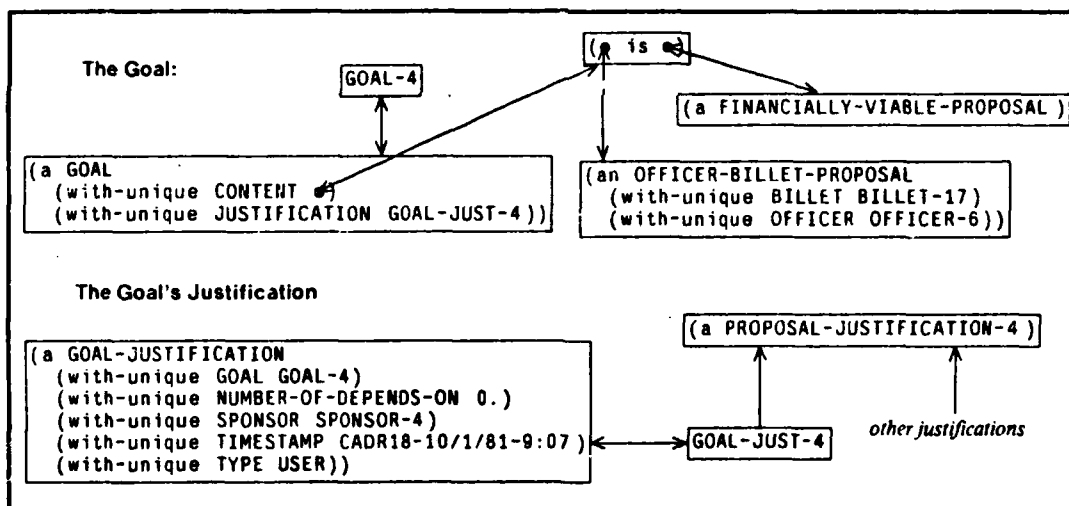 The Goal:
(● is ●)
GOAL-4
(a FINANCIALLY-VIABLE-PROPOSAL )
(a GOAL
(with-unique CONTENT ●)
(with-unique JUSTIFICATION GOAL-JUST-4))
(an OFFICER-BILLET-PROPOSAL
(with-unique BILLET BILLET-17)
(with-unique OFFICER OFFICER-6))
The Goal's Justification
(a PROPOSAL-JUSTIFICATION-4 )
(a GOAL-JUSTIFICATION
(with-unique GOAL GOAL-4)
(with-unique NUMBER-OF-DEPENDS-ON 0.)
(with-unique SPONSOR SPONSOR-4)
(with-unique TIMESTAMP CADR18-10/1/81-9:07)
(with-unique TYPE USER))
GOAL-JUST-4
other justifications